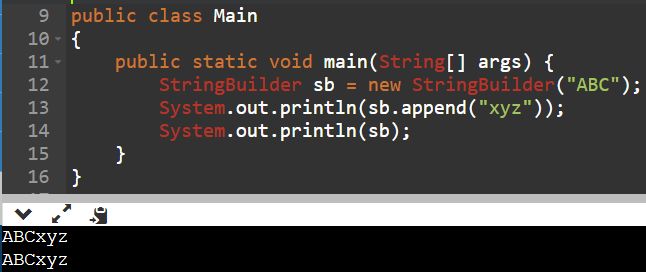 9 public class Main
10 {
11 public static void main(String[] args) {
12 StringBuilder sb = new StringBuilder("ABC");
13 System.out.println(sb.append("xyz"));
14 System.out.println(sb);
15 }
16 }
ABCxyz
ABCxyz